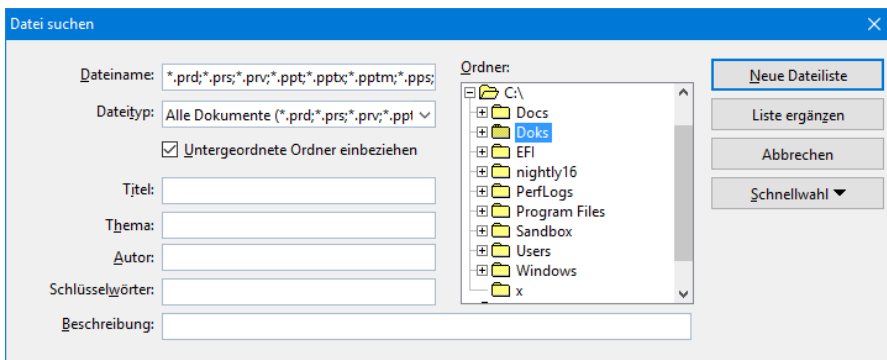 Datei suchen
Dateiname: *.prd;*.prs;*.prv;*.ppt;*.pptx;*.pptm;*.pps;
Dateityp: Alle Dokumente (*.prd;*.prs;*.prv;*.ppt
Untergeordnete Ordner einbeziehen
Titel:
Thema:
Autor:
Schlüsselwörter:
Beschreibung:
Ordner:
C:\
Docs
Doks
EFI
nightly16
PerfLogs
Program Files
Sandbox
Users
Windows
x
Neue Dateiliste
Liste ergänzen
Abbrechen
Schnellwahl